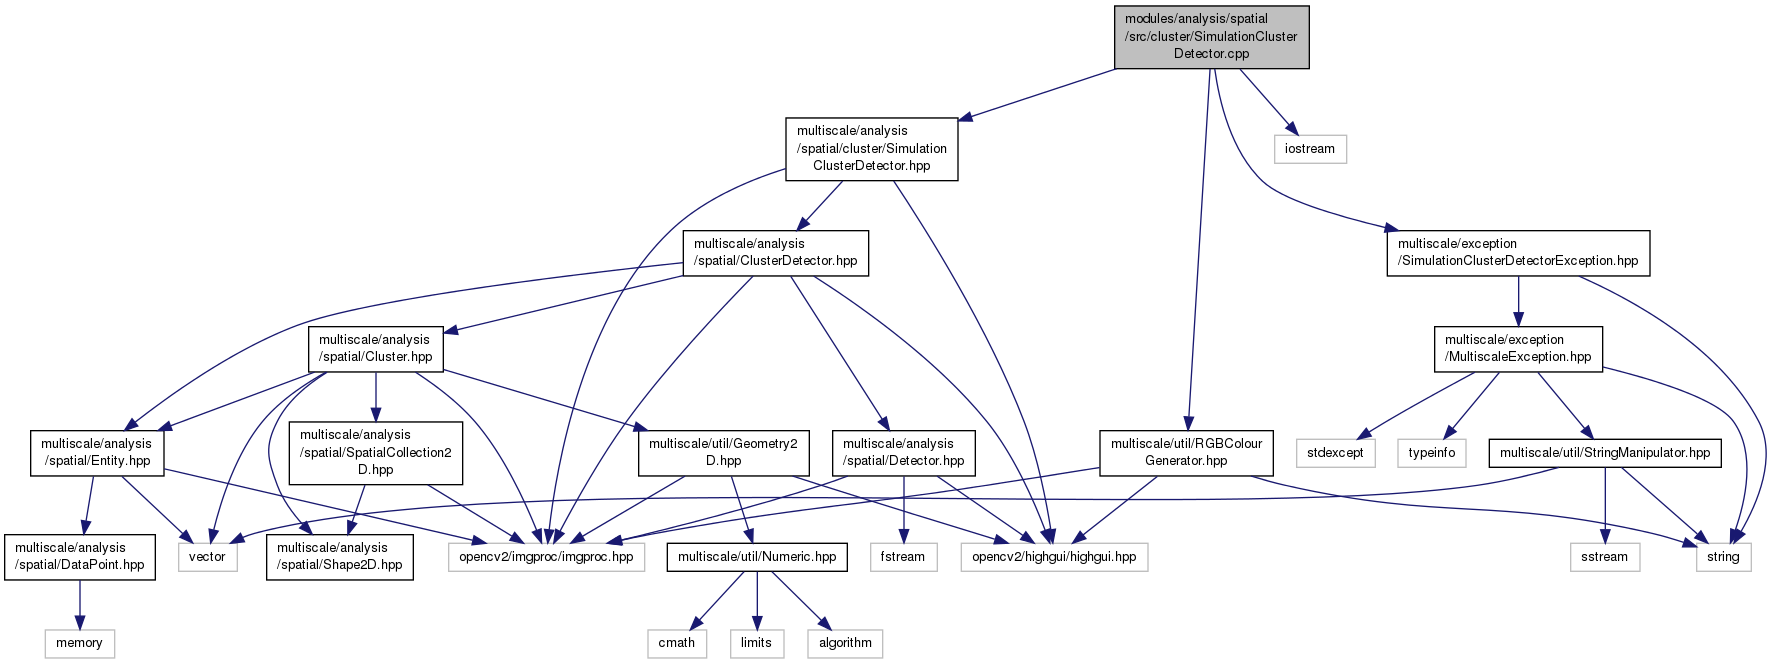 modules/analysis/spatial
/src/cluster/SimulationCluster
Detector.cpp
multiscale/analysis
/spatial/cluster/Simulation
ClusterDetector.hpp
iostream
multiscale/analysis
/spatial/ClusterDetector.hpp
multiscale/exception
/SimulationClusterDetectorException.hpp
multiscale/analysis
/spatial/Cluster.hpp
multiscale/exception
/MultiscaleException.hpp
multiscale/analysis
/spatial/Entity.hpp
multiscale/analysis
/spatial/SpatialCollection2
D.hpp
multiscale/util/Geometry2
D.hpp
multiscale/analysis
/spatial/Detector.hpp
multiscale/util/RGBColour
Generator.hpp
stdexcept
typeinfo
multiscale/util/StringManipulator.hpp
multiscale/analysis
/spatial/DataPoint.hpp
vector
multiscale/analysis
/spatial/Shape2D.hpp
opencv2/imgproc/imgproc.hpp
multiscale/util/Numeric.hpp
fstream
opencv2/highgui/highgui.hpp
sstream
string
memory
cmath
limits
algorithm